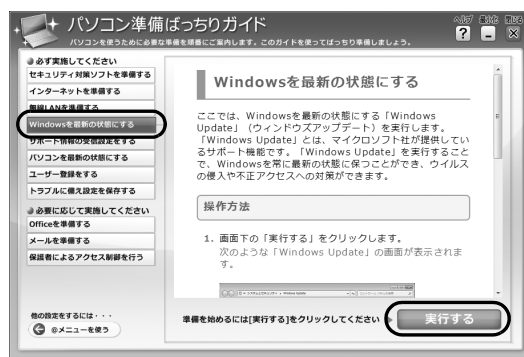 パソコン準備ばっちりガイド
パソコンを使うために必要な準備を順番にご案内します。このガイドを使ってばっちり準備しましょう。
ヘルプ 最小化 閉じる
必ず実施してください
セキュリティ対策ソフトを準備する
インターネットを準備する
無線LANを準備する
Windowsを最新の状態にする
サポート情報の受信設定をする
パソコンを最新の状態にする
ユーザー登録をする
トラブルに備え設定を保存する
必要に応じて実施してください
Officeを準備する
メールを準備する
保護者によるアクセス制御を行う
他の設定をするには・・・
@メニューを使う
Windowsを最新の状態にする
ここでは、Windowsを最新の状態にする「Windows
Update」（ウィンドウズアップデート）を実行します。
「Windows Update」とは、マイクロソフト社が提供してい
るサポート機能です。「Windows Update」を実行すること
で、Windowsを常に最新の状態に保つことができ、ウイルス
の侵入や不正アクセスへの対策ができます。
操作方法
1. 画面下の「実行する」をクリックします。
次のような「Windows Update」の画面が表示されま
す。
準備を始めるには[実行する]をクリックしてください
実行する